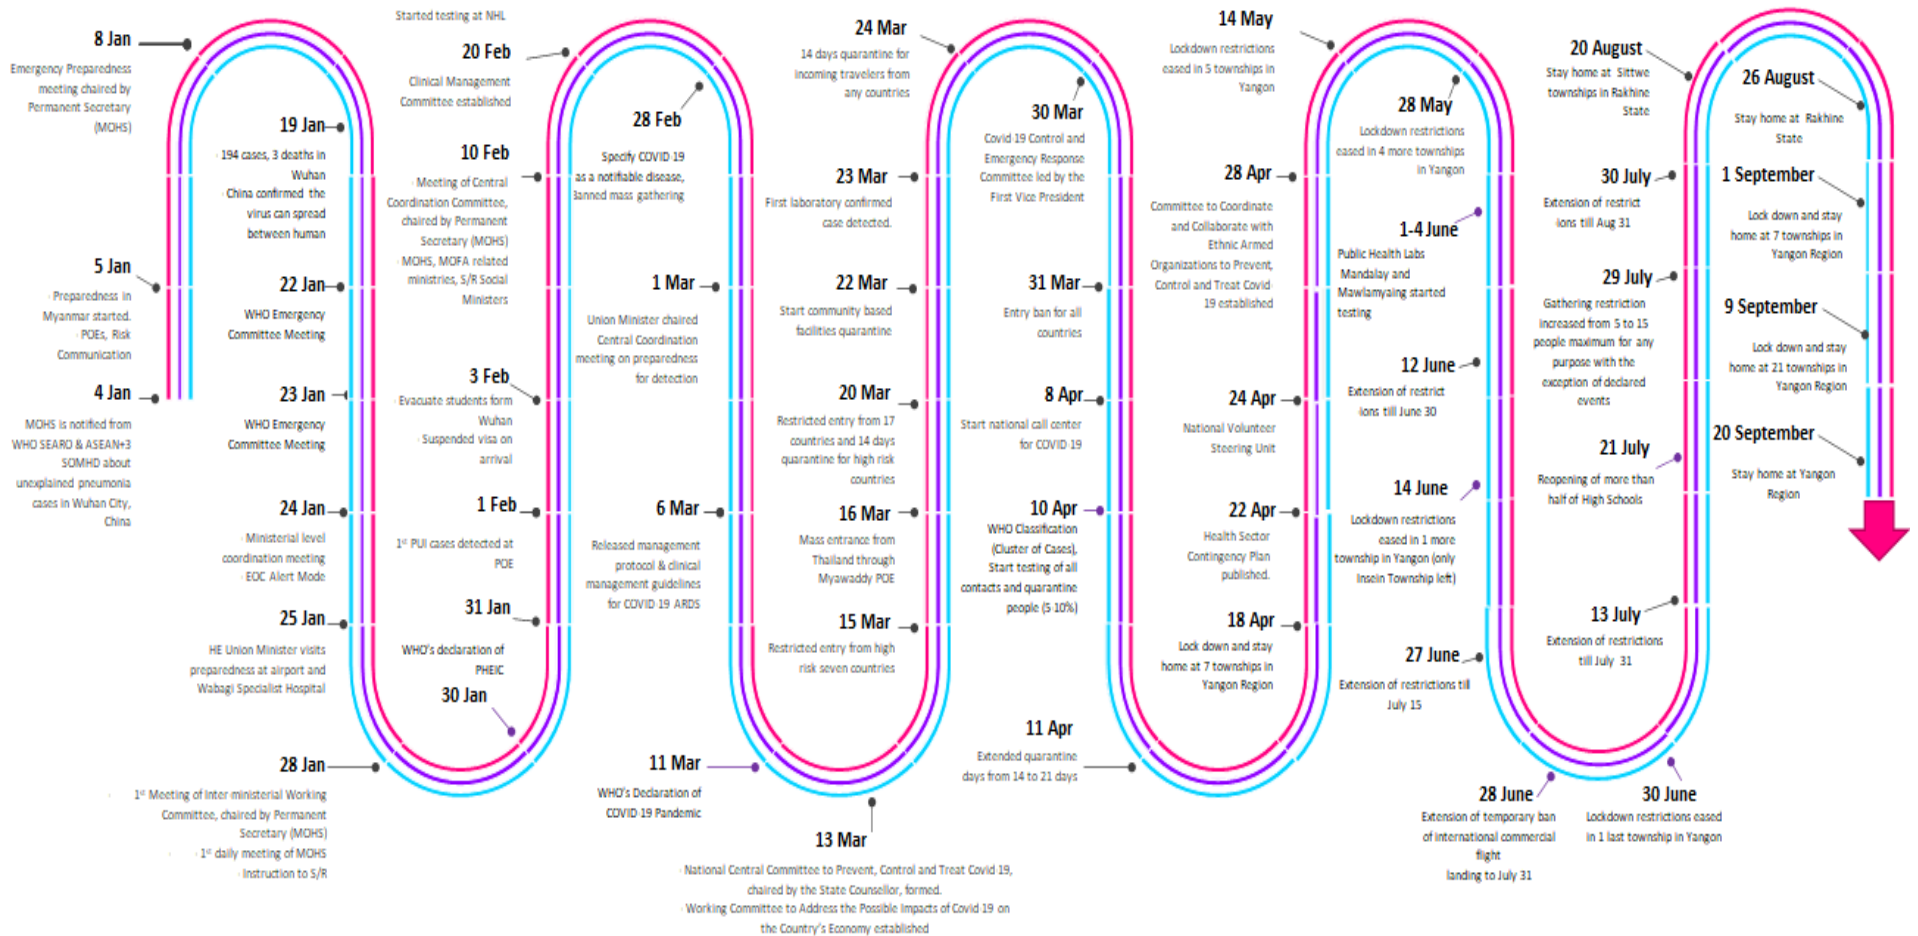 4 Jan
MOHS is notified from
WHO SEARO & ASEAN+3
SOMHD about
unexplained pneumonia
cases in Wuhan City,
China
5 Jan
· Preparedness in
Myanmar started.
· POEs, Risk
Communication
8 Jan
Emergency Preparedness
meeting chaired by
Permanent Secretary
(MOHS)
19 Jan
· 194 cases, 3 deaths in
Wuhan
· China confirmed the
virus can spread
between human
22 Jan
WHO Emergency
Committee Meeting
23 Jan
WHO Emergency
Committee Meeting
24 Jan
· Ministerial level
coordination meeting
· EOC Alert Mode
25 Jan
HE Union Minister visits
preparedness at airport and
Wabagi Specialist Hospital
28 Jan
· 1st Meeting of Inter-ministerial Working
Committee, chaired by Permanent
Secretary (MOHS)
· 1st daily meeting of MOHS
· Instruction to S/R
30 Jan
WHO's declaration of
PHEIC
31 Jan
1st PUI cases detected at
POE
1 Feb
· Evacuate students form
Wuhan
· Suspended visa on
arrival
3 Feb
· Meeting of Central
Coordination Committee,
chaired by Permanent
Secretary (MOHS)
· MOHS, MOFA related
ministries, S/R Social
Ministers
10 Feb
Clinical Management
Committee established
20 Feb
Started testing at NHL
28 Feb
Specify COVID 19
as a notifiable disease,
Banned mass gathering
1 Mar
Union Minister chaired
Central Coordination
meeting on preparedness
for detection
6 Mar
Released management
protocol & clinical
management guidelines
for COVID 19 ARDS
11 Mar
WHO's Declaration of
COVID 19 Pandemic
13 Mar
· National Central Committee to Prevent, Control and Treat Covid 19,
chaired by the State Counsellor, formed.
· Working Committee to Address the Possible Impacts of Covid 19 on
the Country's Economy established
15 Mar
Restricted entry from high
risk seven countries
16 Mar
Mass entrance from
Thailand through
Myawaddy POE
20 Mar
Restricted entry from 17
countries and 14 days
quarantine for high risk
countries
22 Mar
Start community based
facilities quarantine
23 Mar
First laboratory confirmed
case detected.
24 Mar
14 days quarantine for
incoming travelers from
any countries
30 Mar
Covid 19 Control and
Emergency Response
Committee led by the
First Vice President
31 Mar
Entry ban for all
countries
8 Apr
Start national call center
for COVID 19
10 Apr
WHO Classification
(Cluster of Cases),
Start testing of all
contacts and quarantine
people (5 10%)
11 Apr
Extended quarantine
days from 14 to 21 days
18 Apr
Lock down and stay
home at 7 townships in
Yangon Region
22 Apr
Health Sector
Contingency Plan
published.
24 Apr
National Volunteer
Steering Unit
28 Apr
Committee to Coordinate
and Collaborate with
Ethnic Armed
Organizations to Prevent,
Control and Treat Covid-
19 established
14 May
Lockdown restrictions
eased in 5 townships in
Yangon
28 May
Lockdown restrictions
eased in 4 more townships
in Yangon
1-4 June
Public Health Labs
Mandalay and
Mawlamyaing started
testing
12 June
Extension of restrict
ions till June 30
14 June
Lockdown restrictions
eased in 1 more
township in Yangon (only
Insein Township left)
27 June
Extension of restrictions till
July 15
28 June
Extension of temporary ban
of international commercial
flight
landing to July 31
30 June
Lockdown restrictions eased
in 1 last township in Yangon
13 July
Extension of restrictions
till July 31
21 July
Reopening of more than
half of High Schools
29 July
Gathering restriction
increased from 5 to 15
people maximum for any
purpose with the
exception of declared
events
30 July
Extension of restrict
ions till Aug 31
20 August
Stay home at Sittwe
townships in Rakhine
State
26 August
Stay home at Rakhine
State
1 September
Lock down and stay
home at 7 townships in
Yangon Region
9 September
Lock down and stay
home at 21 townships in
Yangon Region
20 September
Stay home at Yangon
Region